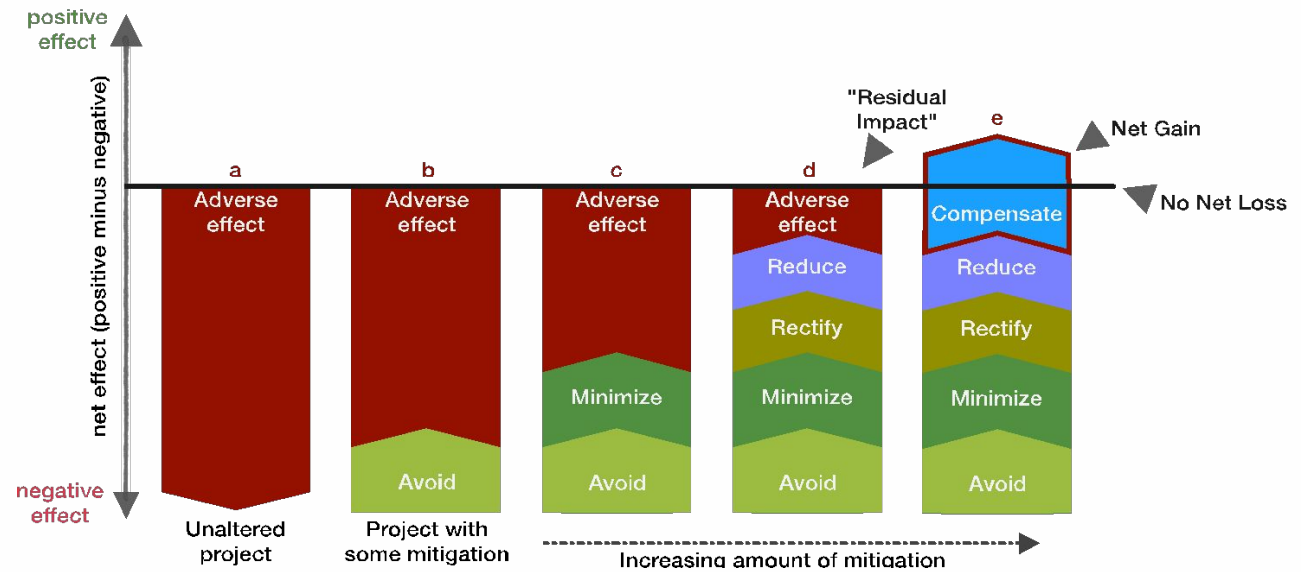 positive
effect
net effect (positive minus negative)
negative
effect
a
Adverse
effect
Unaltered
project
b
Adverse
effect
Avoid
Project with
some mitigation
c
Adverse
effect
Minimize
Avoid
d
Adverse
effect
Reduce
Rectify
Minimize
Avoid
"Residual
Impact"
e
Compensate
Reduce
Rectify
Minimize
Avoid
Net Gain
No Net Loss
Increasing amount of mitigation